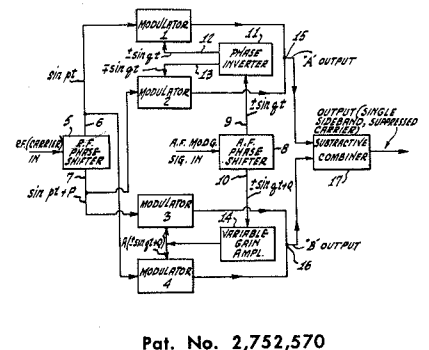 MODULATOR
1
11
12
15
±sin qt
PHASE
INVERTER
"A" OUTPUT
∓sin qt
13
sin pt
MODULATOR
2
±sin qt
OUTPUT (SINGLE
SIDEBAND, SUPPRESSED
CARRIER)
5
6
9
R.F. (CARRIER)
IN
R.F.
PHASE
SHIFTER
A.F. MODG.
SIG. IN
A.F.
PHASE
SHIFTER
8
SUBTRACTIVE
COMBINER
7
10
17
sin pt+P
±sin qt+Q
MODULATOR
3
14
A(±sin qt+Q)
VARIABLE-
GAIN
AMPL.
"B" OUTPUT
16
MODULATOR
4
Pat. No. 2,752,570